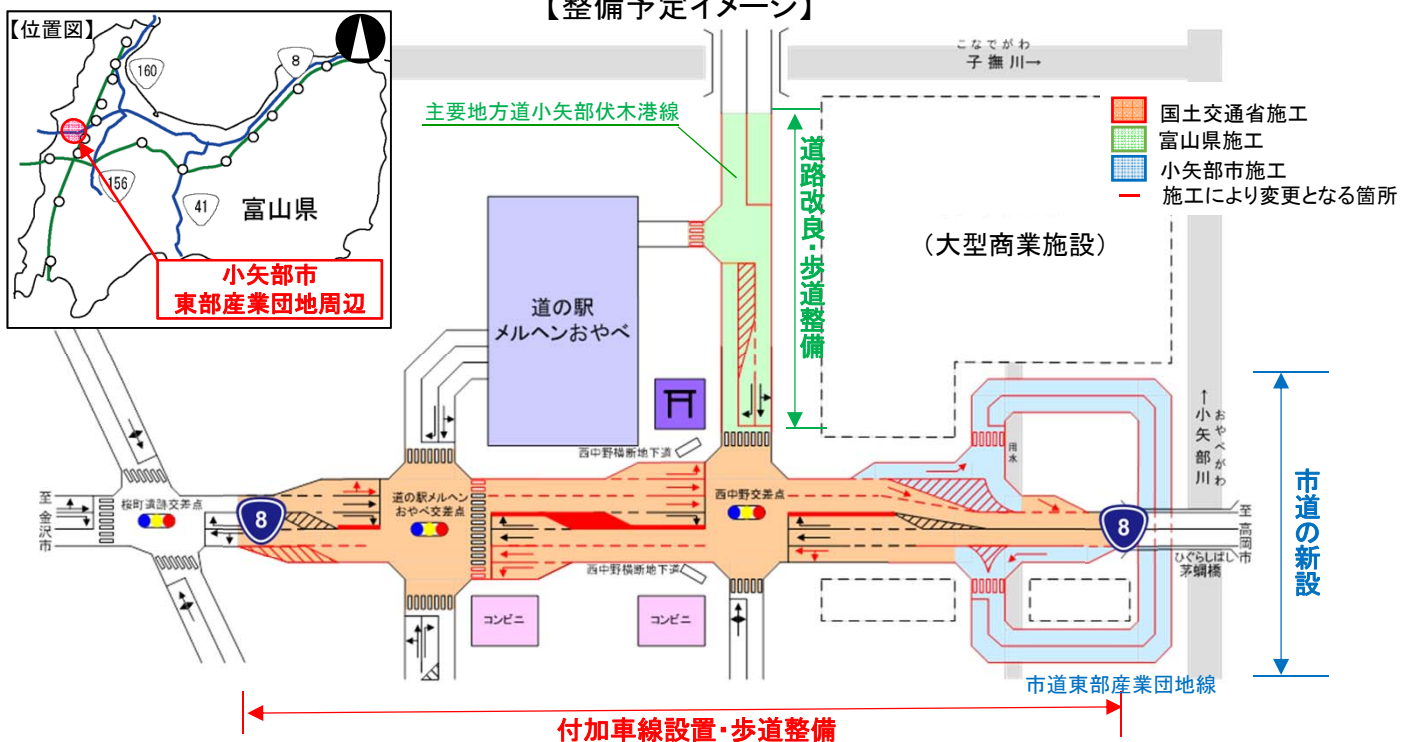 【整備予定イメージ】
【位置図】
160
8
156
41
富山県
小矢部市
東部産業団地周辺
こなでがわ
子撫川→
主要地方道小矢部伏木港線
道路改良・歩道整備
国土交通省施工
富山県施工
小矢部市施工
施工により変更となる箇所
(大型商業施設)
道の駅
メルヘンおやべ
西中野横断地下道
用水
↑小矢部川
おやべがわ
市道の新設
至金沢市
桜町遺跡交差点
8
道の駅メルヘン
おやべ交差点
西中野交差点
8
至高岡市
ひぐらしばし
茅蜩橋
西中野横断地下道
コンビニ
コンビニ
市道東部産業団地線
付加車線設置・歩道整備